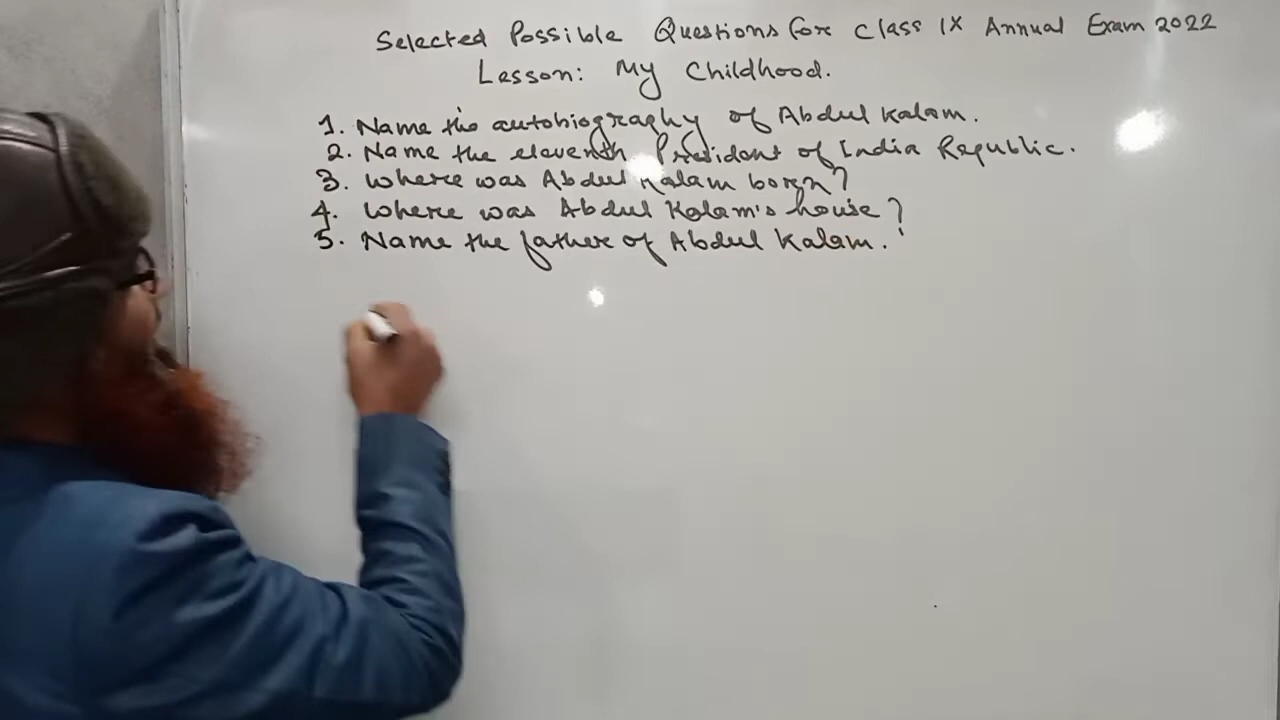 Selected Possible Questions for Class IX Annual Exam 2022
Lesson: My Childhood.
1. Name the autobiography of Abdul Kalam.
2. Name the eleventh President of India Republic.
3. Where was Abdul Kalam born?
4. Where was Abdul Kalam's house?
5. Name the father of Abdul Kalam.